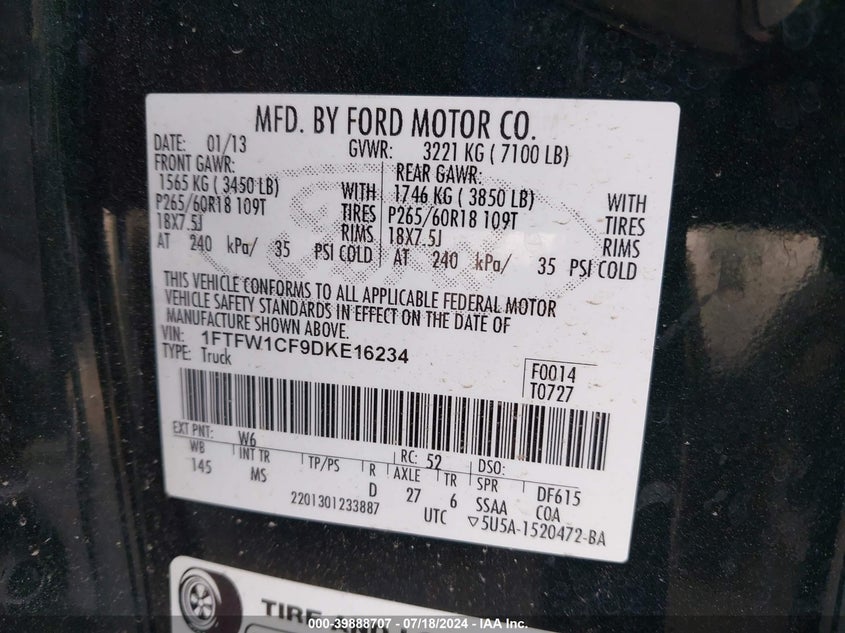 MFD. BY FORD MOTOR CO.
DATE: 01/13 GVWR: 3221 KG ( 7100 LB)
FRONT GAWR: REAR GAWR:
1565 KG ( 3450 LB) WITH 1746 KG ( 3850 LB) WITH
P265/60R18 109T TIRES P265/60R18 109T TIRES
18X7.5J RIMS 18X7.5J RIMS
AT 240 kPa/ 35 PSI COLD AT 240 kPa/ 35 PSI COLD
THIS VEHICLE CONFORMS TO ALL APPLICABLE FEDERAL MOTOR
VEHICLE SAFETY STANDARDS IN EFFECT ON THE DATE OF
MANUFACTURE SHOWN ABOVE.
VIN: 1FTFW1CF9DKE16234
TYPE: Truck
F0014
T0727
EXT PNT: W6 RC: 52 DSO:
WB INT TR TP/PS R AXLE TR SPR DF615
145 MS D 27 6 SSAA COA
2201301233887 UTC ▽5U5A-1520472-BA
TIRE AND
000-39888707 - 07/18/2024 - IAA Inc.